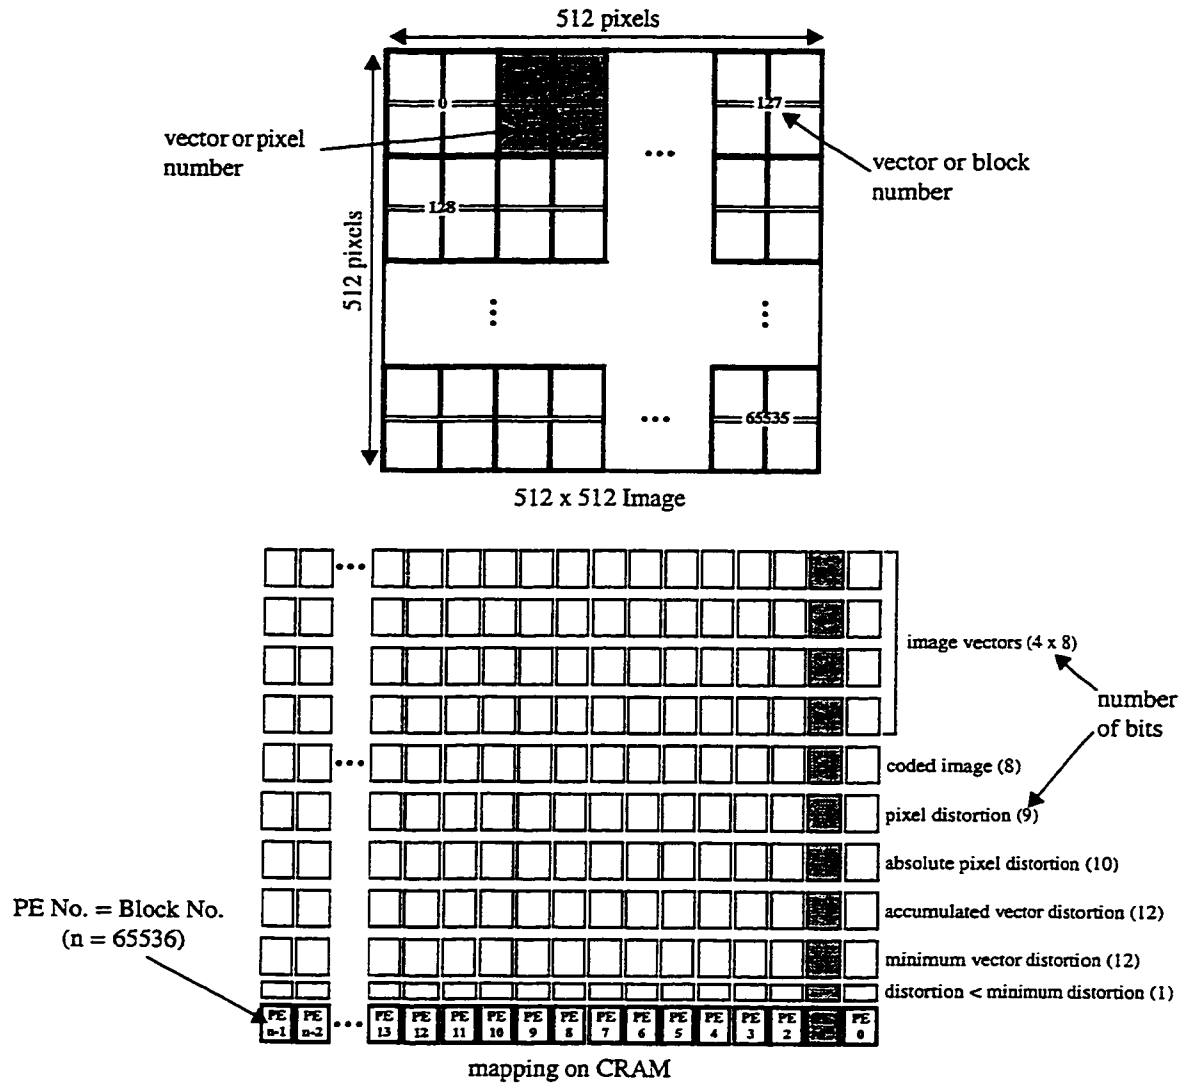 512 pixels
0
127
vector or pixel
number
vector or block
number
128
512 pixels
65535
512 x 512 Image
image vectors (4 x 8)
number
of bits
coded image (8)
pixel distortion (9)
absolute pixel distortion (10)
PE No. = Block No.
(n = 65536)
accumulated vector distortion (12)
minimum vector distortion (12)
distortion < minimum distortion (1)
PE n-1
PE n-2
PE 13
PE 12
PE 11
PE 10
PE 9
PE 8
PE 7
PE 6
PE 5
PE 4
PE 3
PE 2
PE 0
mapping on CRAM